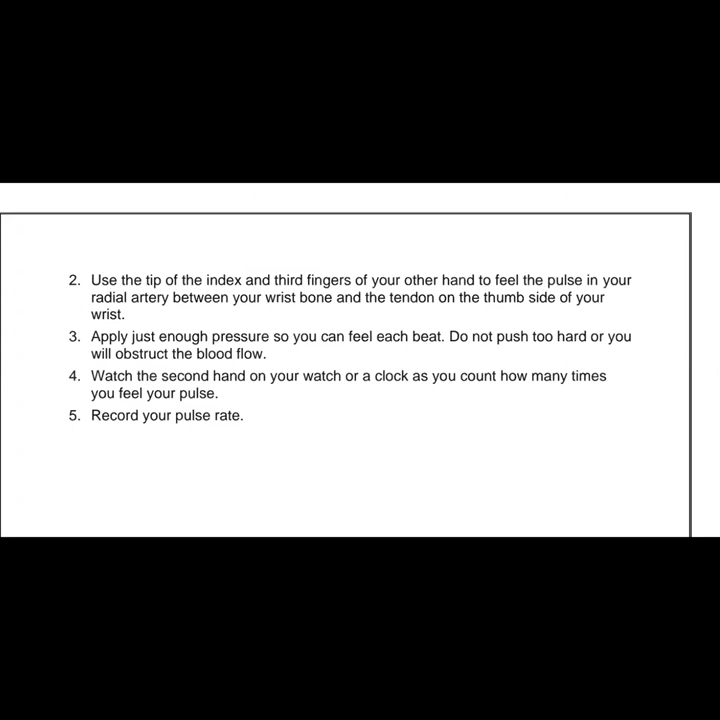 2. Use the tip of the index and third fingers of your other hand to feel the pulse in your
radial artery between your wrist bone and the tendon on the thumb side of your
wrist.
3. Apply just enough pressure so you can feel each beat. Do not push too hard or you
will obstruct the blood flow.
4. Watch the second hand on your watch or a clock as you count how many times
you feel your pulse.
5. Record your pulse rate.